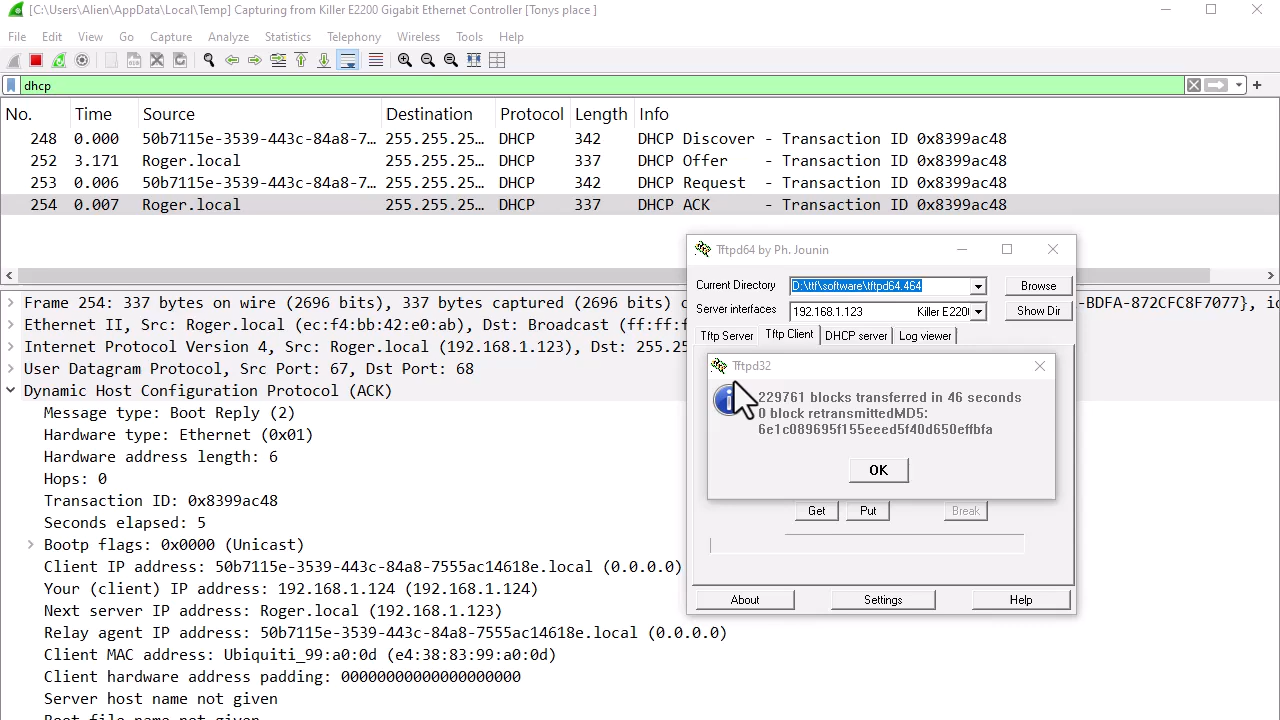 [C:\Users\Alien\AppData\Local\Temp] Capturing from Killer E2200 Gigabit Ethernet Controller [Tonys place ]
File Edit View Go Capture Analyze Statistics Telephony Wireless Tools Help
dhcp
No. Time Source Destination Protocol Length Info
248 0.000 50b7115e-3539-443c-84a8-7… 255.255.25… DHCP 342 DHCP Discover - Transaction ID 0x8399ac48
252 3.171 Roger.local 255.255.25… DHCP 337 DHCP Offer - Transaction ID 0x8399ac48
253 0.006 50b7115e-3539-443c-84a8-7… 255.255.25… DHCP 342 DHCP Request - Transaction ID 0x8399ac48
254 0.007 Roger.local 255.255.25… DHCP 337 DHCP ACK - Transaction ID 0x8399ac48
Frame 254: 337 bytes on wire (2696 bits), 337 bytes captured (2696 bits) -BDFA-872CFC8F7077}, i
Ethernet II, Src: Roger.local (ec:f4:bb:42:e0:ab), Dst: Broadcast (ff:ff:f
Internet Protocol Version 4, Src: Roger.local (192.168.1.123), Dst: 255.25
User Datagram Protocol, Src Port: 67, Dst Port: 68
Dynamic Host Configuration Protocol (ACK)
Message type: Boot Reply (2)
Hardware type: Ethernet (0x01)
Hardware address length: 6
Hops: 0
Transaction ID: 0x8399ac48
Seconds elapsed: 5
Bootp flags: 0x0000 (Unicast)
Client IP address: 50b7115e-3539-443c-84a8-7555ac14618e.local (0.0.0.0)
Your (client) IP address: 192.168.1.124 (192.168.1.124)
Next server IP address: Roger.local (192.168.1.123)
Relay agent IP address: 50b7115e-3539-443c-84a8-7555ac14618e.local (0.0.0.0)
Client MAC address: Ubiquiti_99:a0:0d (e4:38:83:99:a0:0d)
Client hardware address padding: 00000000000000000000
Server host name not given
Boot file name not given
Tftpd64 by Ph. Jounin
Current Directory D:\ttf\software\tftpd64.464 Browse
Server interfaces 192.168.1.123 Killer E220 Show Dir
Tftp Server Tftp Client DHCP server Log viewer
Tftpd32
229761 blocks transferred in 46 seconds
0 block retransmittedMD5:
6e1c089695f155eeed5f40d650effbfa
OK
Get Put Break
About Settings Help